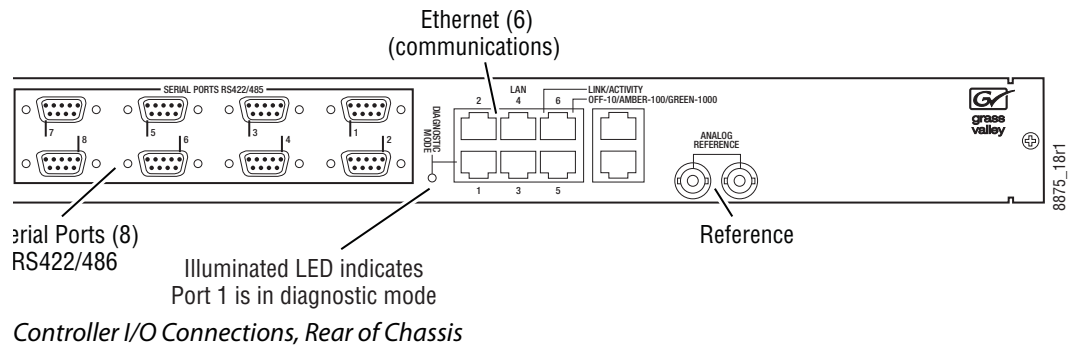 Ethernet (6)
(communications)
SERIAL PORTS RS422/485
7
8
5
6
3
4
1
2
DIAGNOSTIC
MODE
LAN
2 4 6
LINK/ACTIVITY
OFF-10/AMBER-100/GREEN-1000
1 3 5
ANALOG
REFERENCE
GV
grass
valley
8875_18r1
erial Ports (8)
RS422/486
Illuminated LED indicates
Port 1 is in diagnostic mode
Reference
Controller I/O Connections, Rear of Chassis